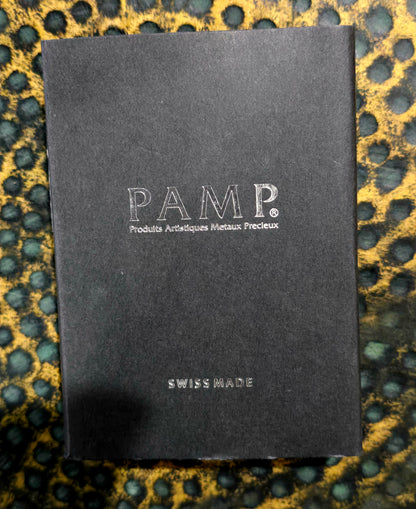 PAMP®
Produits Artistiques Metaux Precieux
SWISS MADE